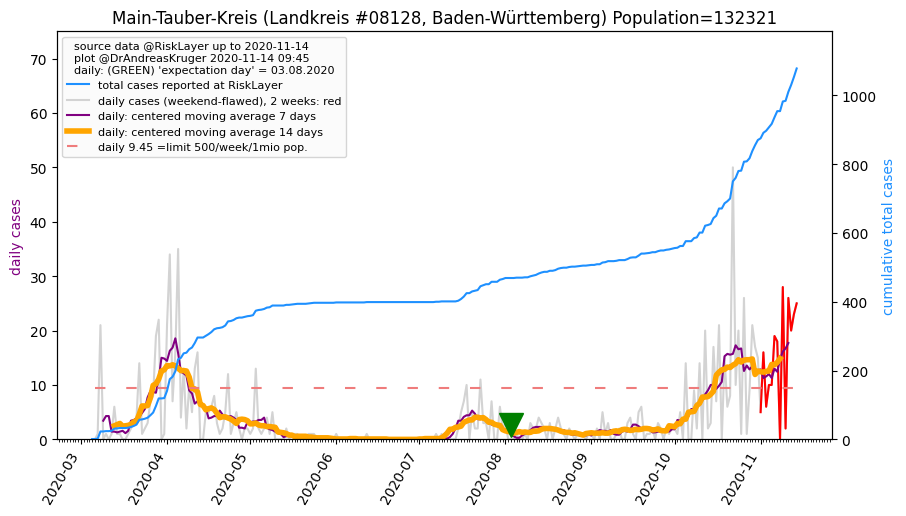 Main-Tauber-Kreis (Landkreis #08128, Baden-Württemberg) Population=132321
source data @RiskLayer up to 2020-11-14
plot @DrAndreasKruger 2020-11-14 09:45
daily: (GREEN) 'expectation day' = 03.08.2020
total cases reported at RiskLayer
daily cases (weekend-flawed), 2 weeks: red
daily: centered moving average 7 days
daily: centered moving average 14 days
daily 9.45 =limit 500/week/1mio pop.
daily cases
70
60
50
40
30
20
10
0
cumulative total cases
1000
800
600
400
200
0
2020-03
2020-04
2020-05
2020-06
2020-07
2020-08
2020-09
2020-10
2020-11